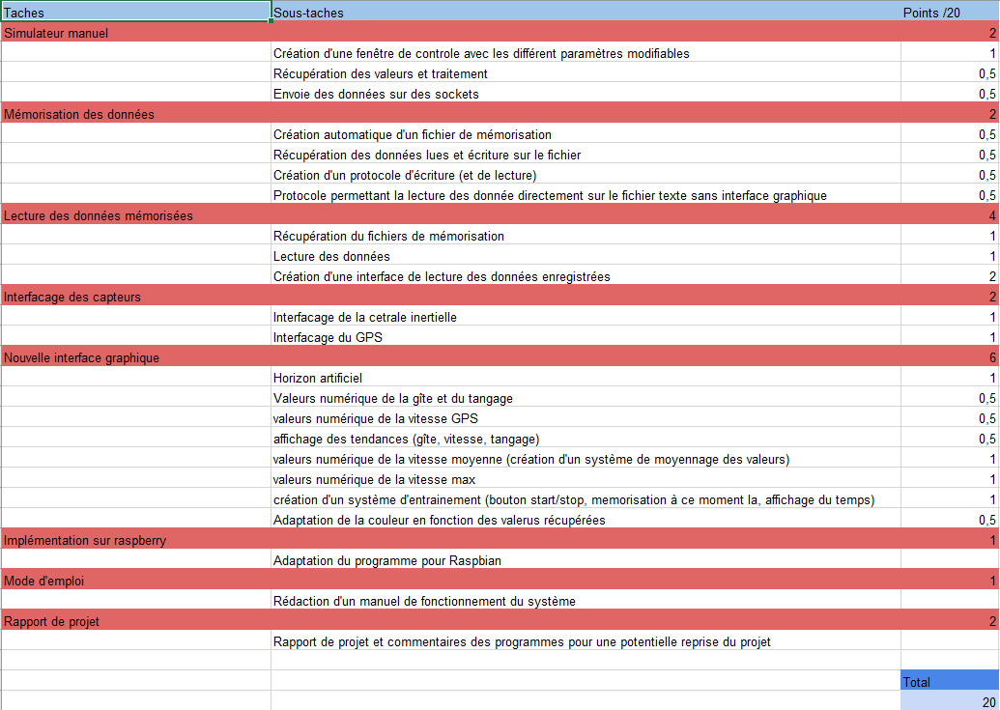 Taches Sous-taches Points /20
Simulateur manuel 2
Création d'une fenêtre de controle avec les différent paramètres modifiables 1
Récupération des valeurs et traitement 0,5
Envoie des données sur des sockets 0,5
Mémorisation des données 2
Création automatique d'un fichier de mémorisation 0,5
Récupération des données lues et écriture sur le fichier 0,5
Création d'un protocole d'écriture (et de lecture) 0,5
Protocole permettant la lecture des donnée directement sur le fichier texte sans interface graphique 0,5
Lecture des données mémorisées 4
Récupération du fichiers de mémorisation 1
Lecture des données 1
Création d'une interface de lecture des données enregistrées 2
Interfacage des capteurs 2
Interfacage de la cetrale inertielle 1
Interfacage du GPS 1
Nouvelle interface graphique 6
Horizon artificiel 1
Valeurs numérique de la gîte et du tangage 0,5
valeurs numérique de la vitesse GPS 0,5
affichage des tendances (gîte, vitesse, tangage) 0,5
valeurs numérique de la vitesse moyenne (création d'un système de moyennage des valeurs) 1
valeurs numérique de la vitesse max 1
création d'un système d'entrainement (bouton start/stop, memorisation à ce moment la, affichage du temps) 1
Adaptation de la couleur en fonction des valerus récupérées 0,5
Implémentation sur raspberry 1
Adaptation du programme pour Raspbian
Mode d'emploi 1
Rédaction d'un manuel de fonctionnement du système
Rapport de projet 2
Rapport de projet et commentaires des programmes pour une potentielle reprise du projet
Total
20